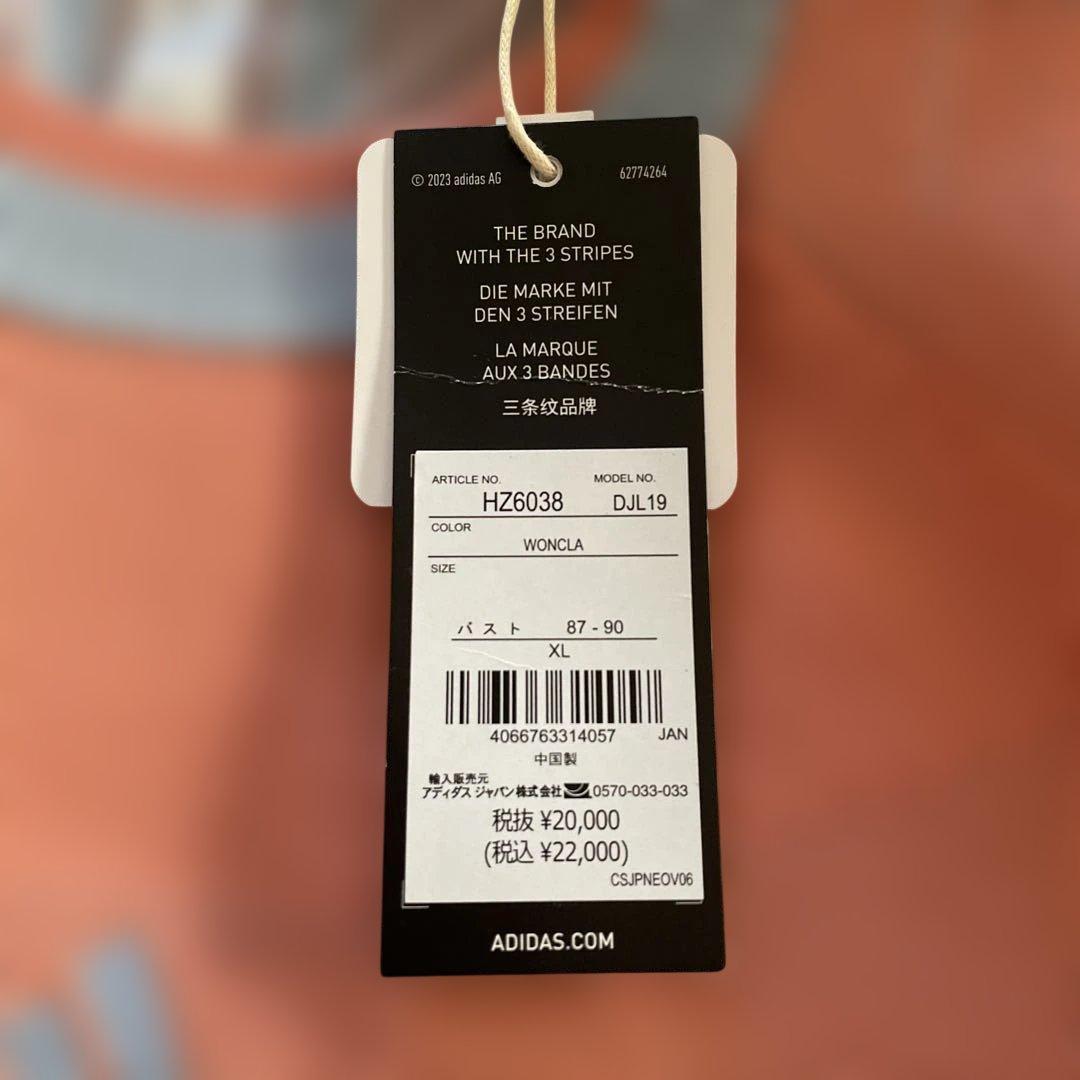 © 2023 adidas AG
62774264
THE BRAND
WITH THE 3 STRIPES
DIE MARKE MIT
DEN 3 STREIFEN
LA MARQUE
AUX 3 BANDES
三条纹品牌
ARTICLE NO. MODEL NO.
HZ6038 DJL19
COLOR
WONCLA
SIZE
バスト 87 - 90
XL
4066763314057 JAN
中国製
輸入販売元
アディダス ジャパン株式会社 0570-033-033
税抜 ¥20,000
(税込 ¥22,000)
CSJPNEOV06
ADIDAS.COM